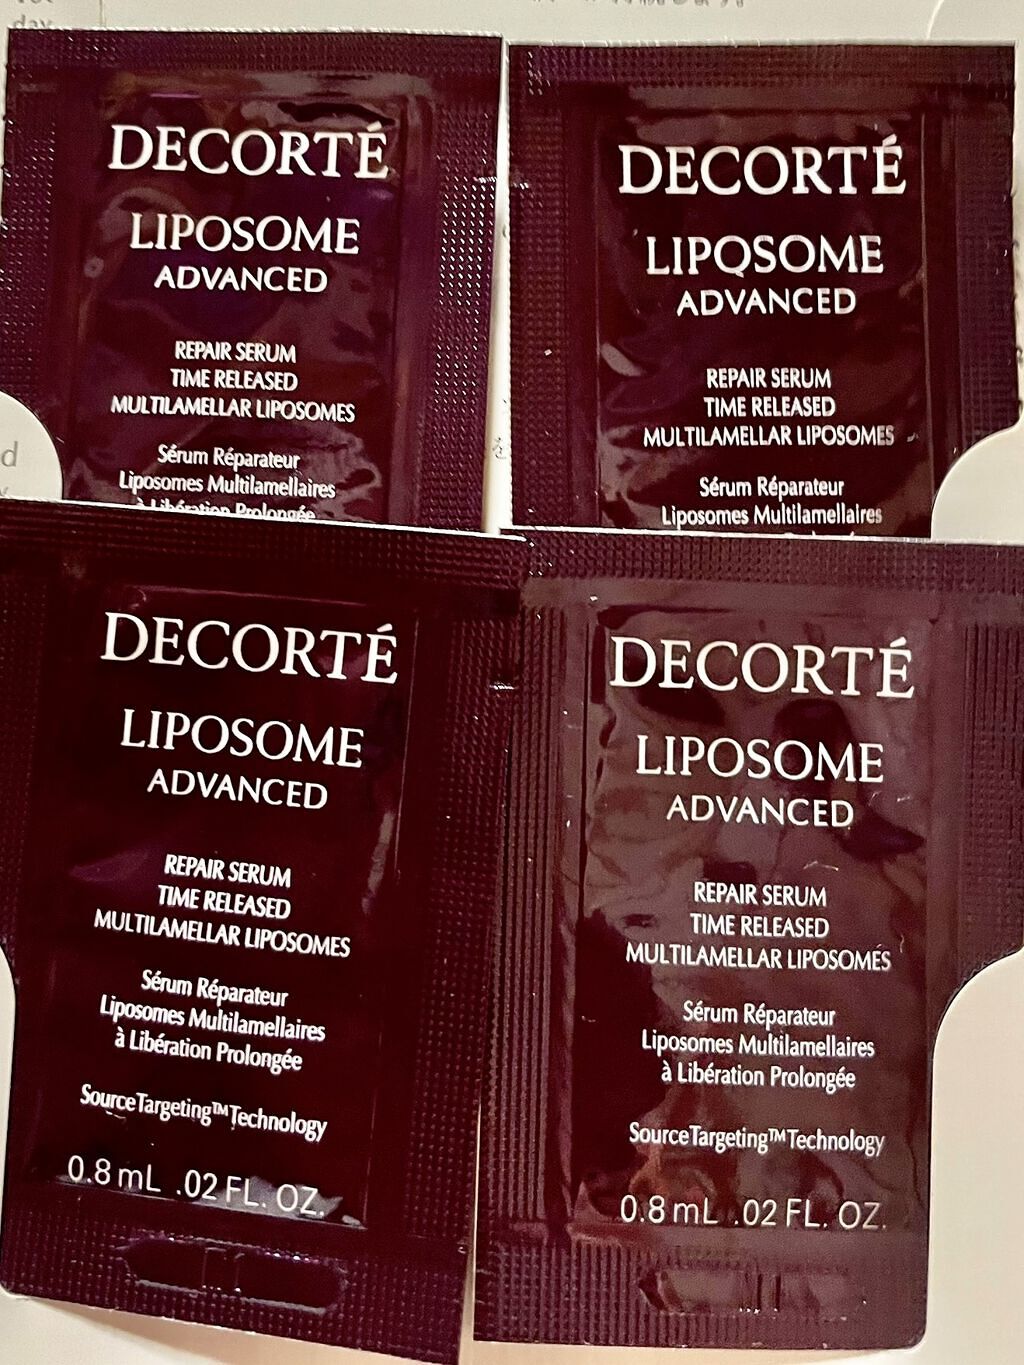 day
DECORTÉ
LIPOSOME
ADVANCED
REPAIR SERUM
TIME RELEASED
MULTILAMELLAR LIPOSOMES
Sérum Réparateur
Liposomes Multilamellaires
à Libération Prolongée
DECORTÉ
LIPOSOME
ADVANCED
REPAIR SERUM
TIME RELEASED
MULTILAMELLAR LIPOSOMES
Sérum Réparateur
Liposomes Multilamellaires
DECORTÉ
LIPOSOME
ADVANCED
REPAIR SERUM
TIME RELEASED
MULTILAMELLAR LIPOSOMES
Sérum Réparateur
Liposomes Multilamellaires
à Libération Prolongée
SourceTargeting™Technology
0.8 mL .02 FL. OZ.
DECORTÉ
LIPOSOME
ADVANCED
REPAIR SERUM
TIME RELEASED
MULTILAMELLAR LIPOSOMES
Sérum Réparateur
Liposomes Multilamellaires
à Libération Prolongée
SourceTargeting™Technology
0.8 mL .02 FL. OZ.